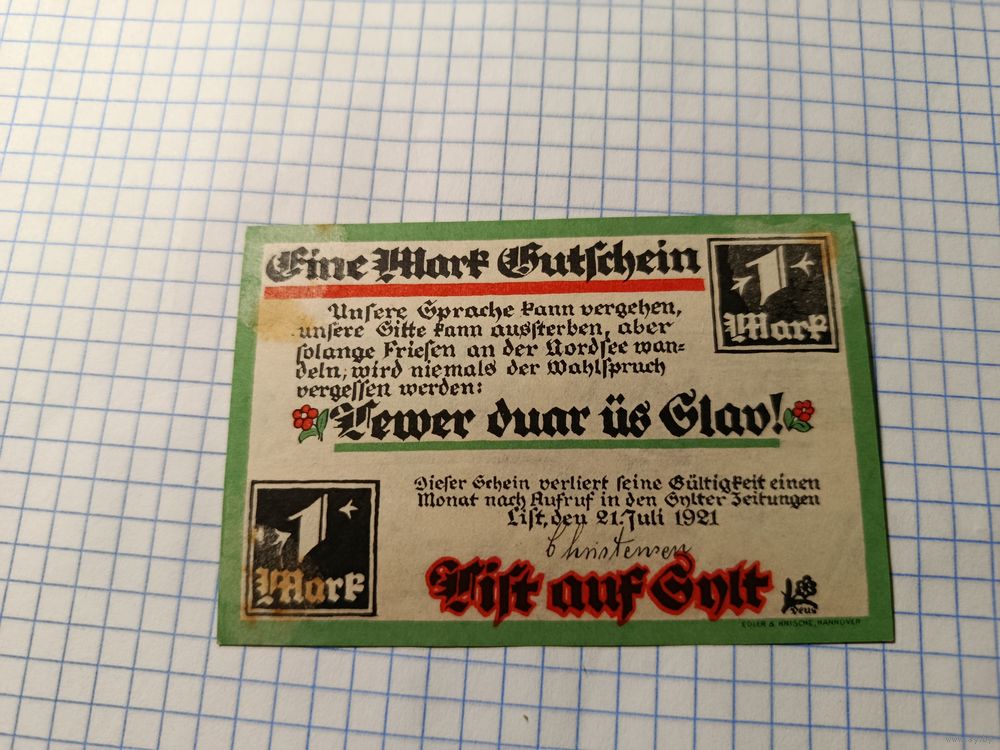 Eine Mark Gutschein
1
Mark
Unsere Sprache kann vergehen,
unsere Sitte kann aussterben, aber
solange Friesen an der Nordsee wan=
deln, wird niemals der Wahlspruch
vergessen werden:
Lewer duar üs Slav!
Dieser Schein verliert seine Gültigkeit einen
Monat nach Aufruf in den Sylter Zeitungen
List, den 21. Juli 1921
Christensen
1
Mark
List auf Sylt
Deus
EDLER & KRISCHE, HANNOVER